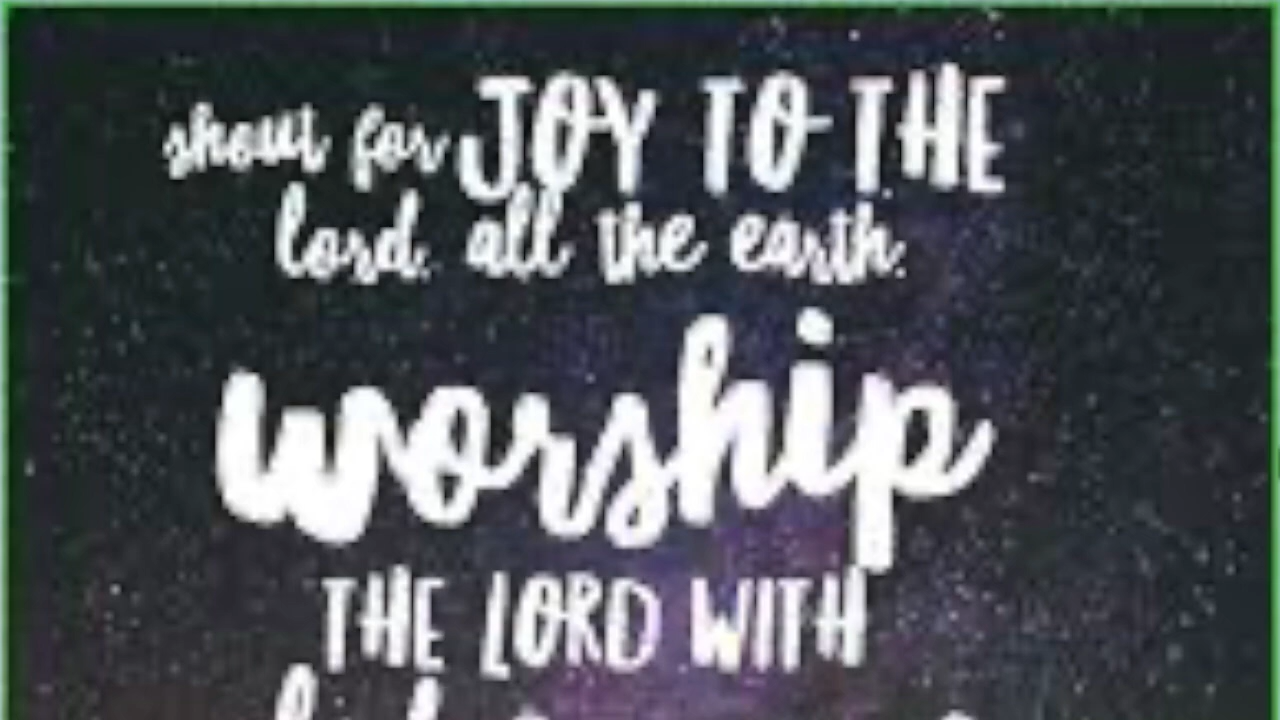 shout for JOY TO THE
lord, all the earth.
worship
THE LORD WITH